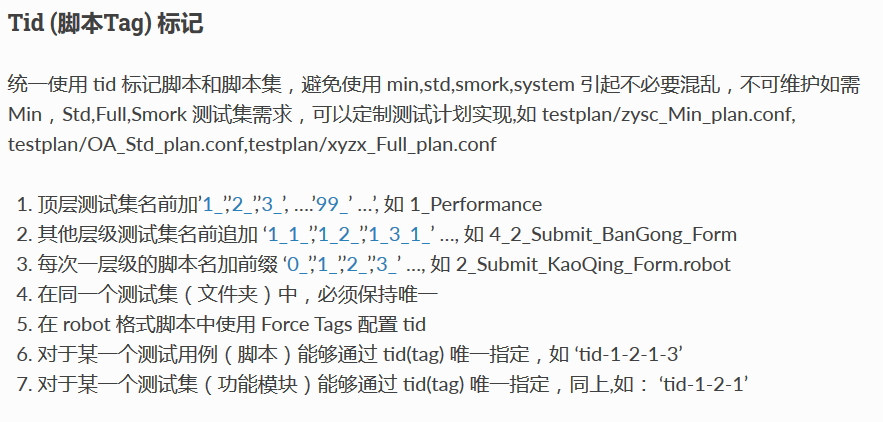 Tid (脚本Tag) 标记
统一使用 tid 标记脚本和脚本集，避免使用 min,std,smork,system 引起不必要混乱，不可维护如需
Min，Std,Full,Smork 测试集需求，可以定制测试计划实现,如 testplan/zysc_Min_plan.conf,
testplan/OA_Std_plan.conf,testplan/xyzx_Full_plan.conf
1. 顶层测试集名前加’1_’,’2_’,’3_’, ….’99_’ …’, 如 1_Performance
2. 其他层级测试集名前追加 ‘1_1_’,’1_2_’,’1_3_1_’ …, 如 4_2_Submit_BanGong_Form
3. 每次一层级的脚本名加前缀 ‘0_’,’1_’,’2_’,’3_’ …, 如 2_Submit_KaoQing_Form.robot
4. 在同一个测试集（文件夹）中，必须保持唯一
5. 在 robot 格式脚本中使用 Force Tags 配置 tid
6. 对于某一个测试用例（脚本）能够通过 tid(tag) 唯一指定，如 ‘tid-1-2-1-3’
7. 对于某一个测试集（功能模块）能够通过 tid(tag) 唯一指定，同上,如： ‘tid-1-2-1’